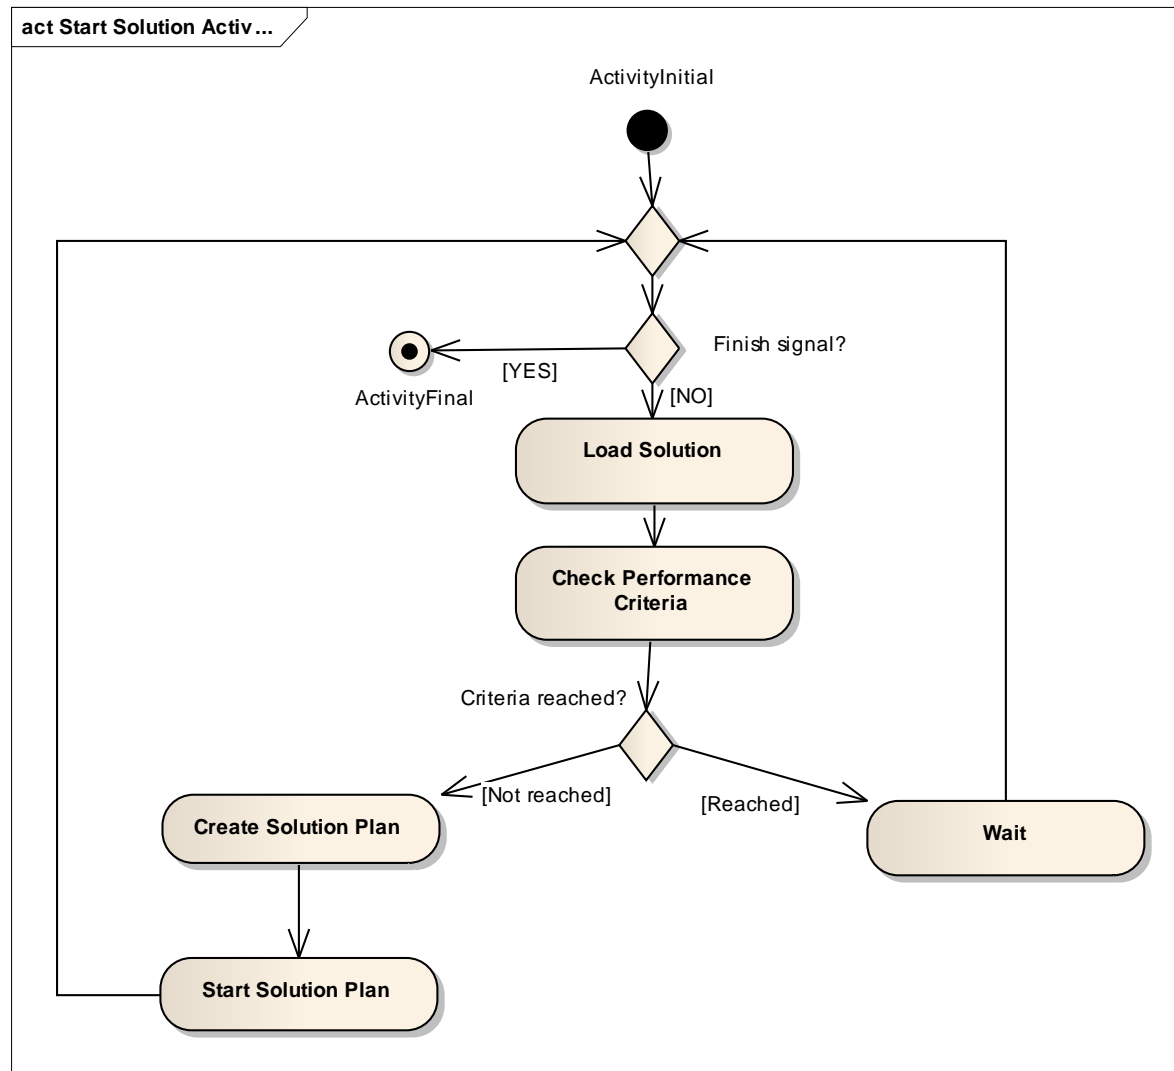 act Start Solution Activ...
ActivityInitial
Finish signal?
[YES]
ActivityFinal
[NO]
Load Solution
Check Performance
Criteria
Criteria reached?
[Not reached]
[Reached]
Create Solution Plan
Wait
Start Solution Plan